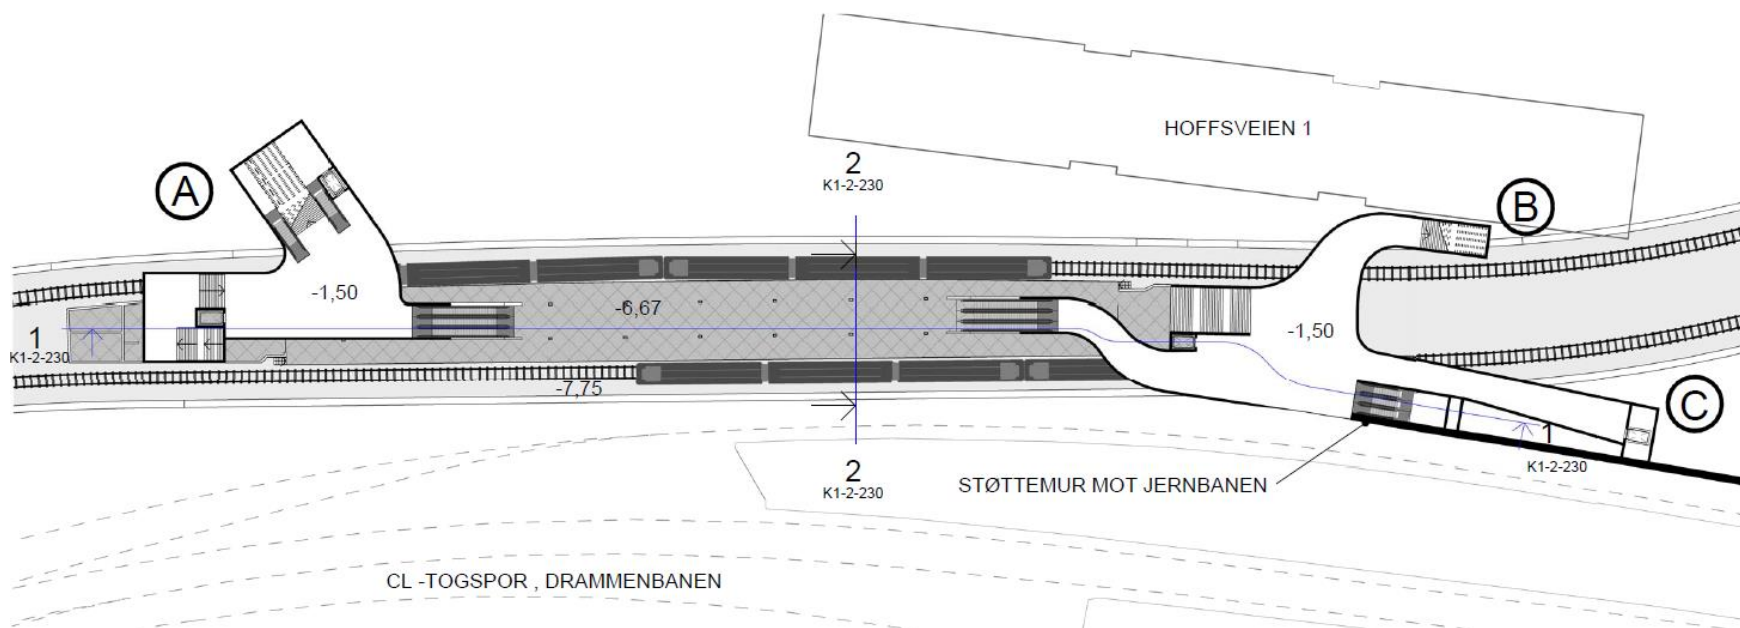 HOFFSVEIEN 1
A
2
K1-2-230
B
-1,50
-6,67
-1,50
1
K1-2-230
-7,75
C
1
K1-2-230
2
K1-2-230
STØTTEMUR MOT JERNBANEN
CL -TOGSPOR , DRAMMENBANEN